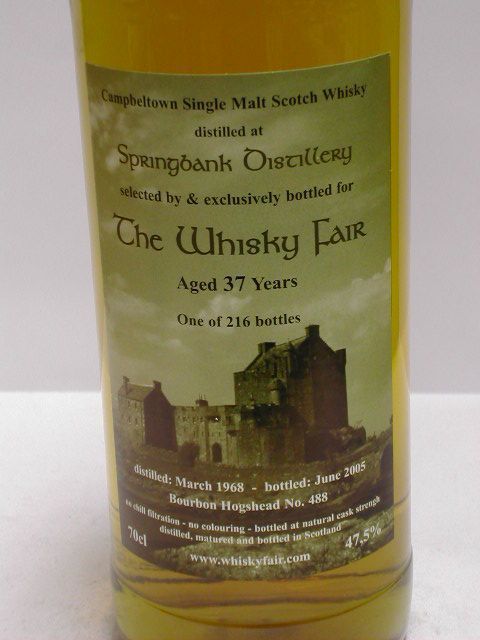 Campbeltown Single Malt Scotch Whisky
distilled at
Springbank Distillery
selected by & exclusively bottled for
The Whisky Fair
Aged 37 Years
One of 216 bottles
distilled: March 1968 - bottled: June 2005
Bourbon Hogshead No. 488
no chill filtration - no colouring - bottled at natural cask strengh
distilled, matured and bottled in Scotland
70cl
47,5%
www.whiskyfair.com